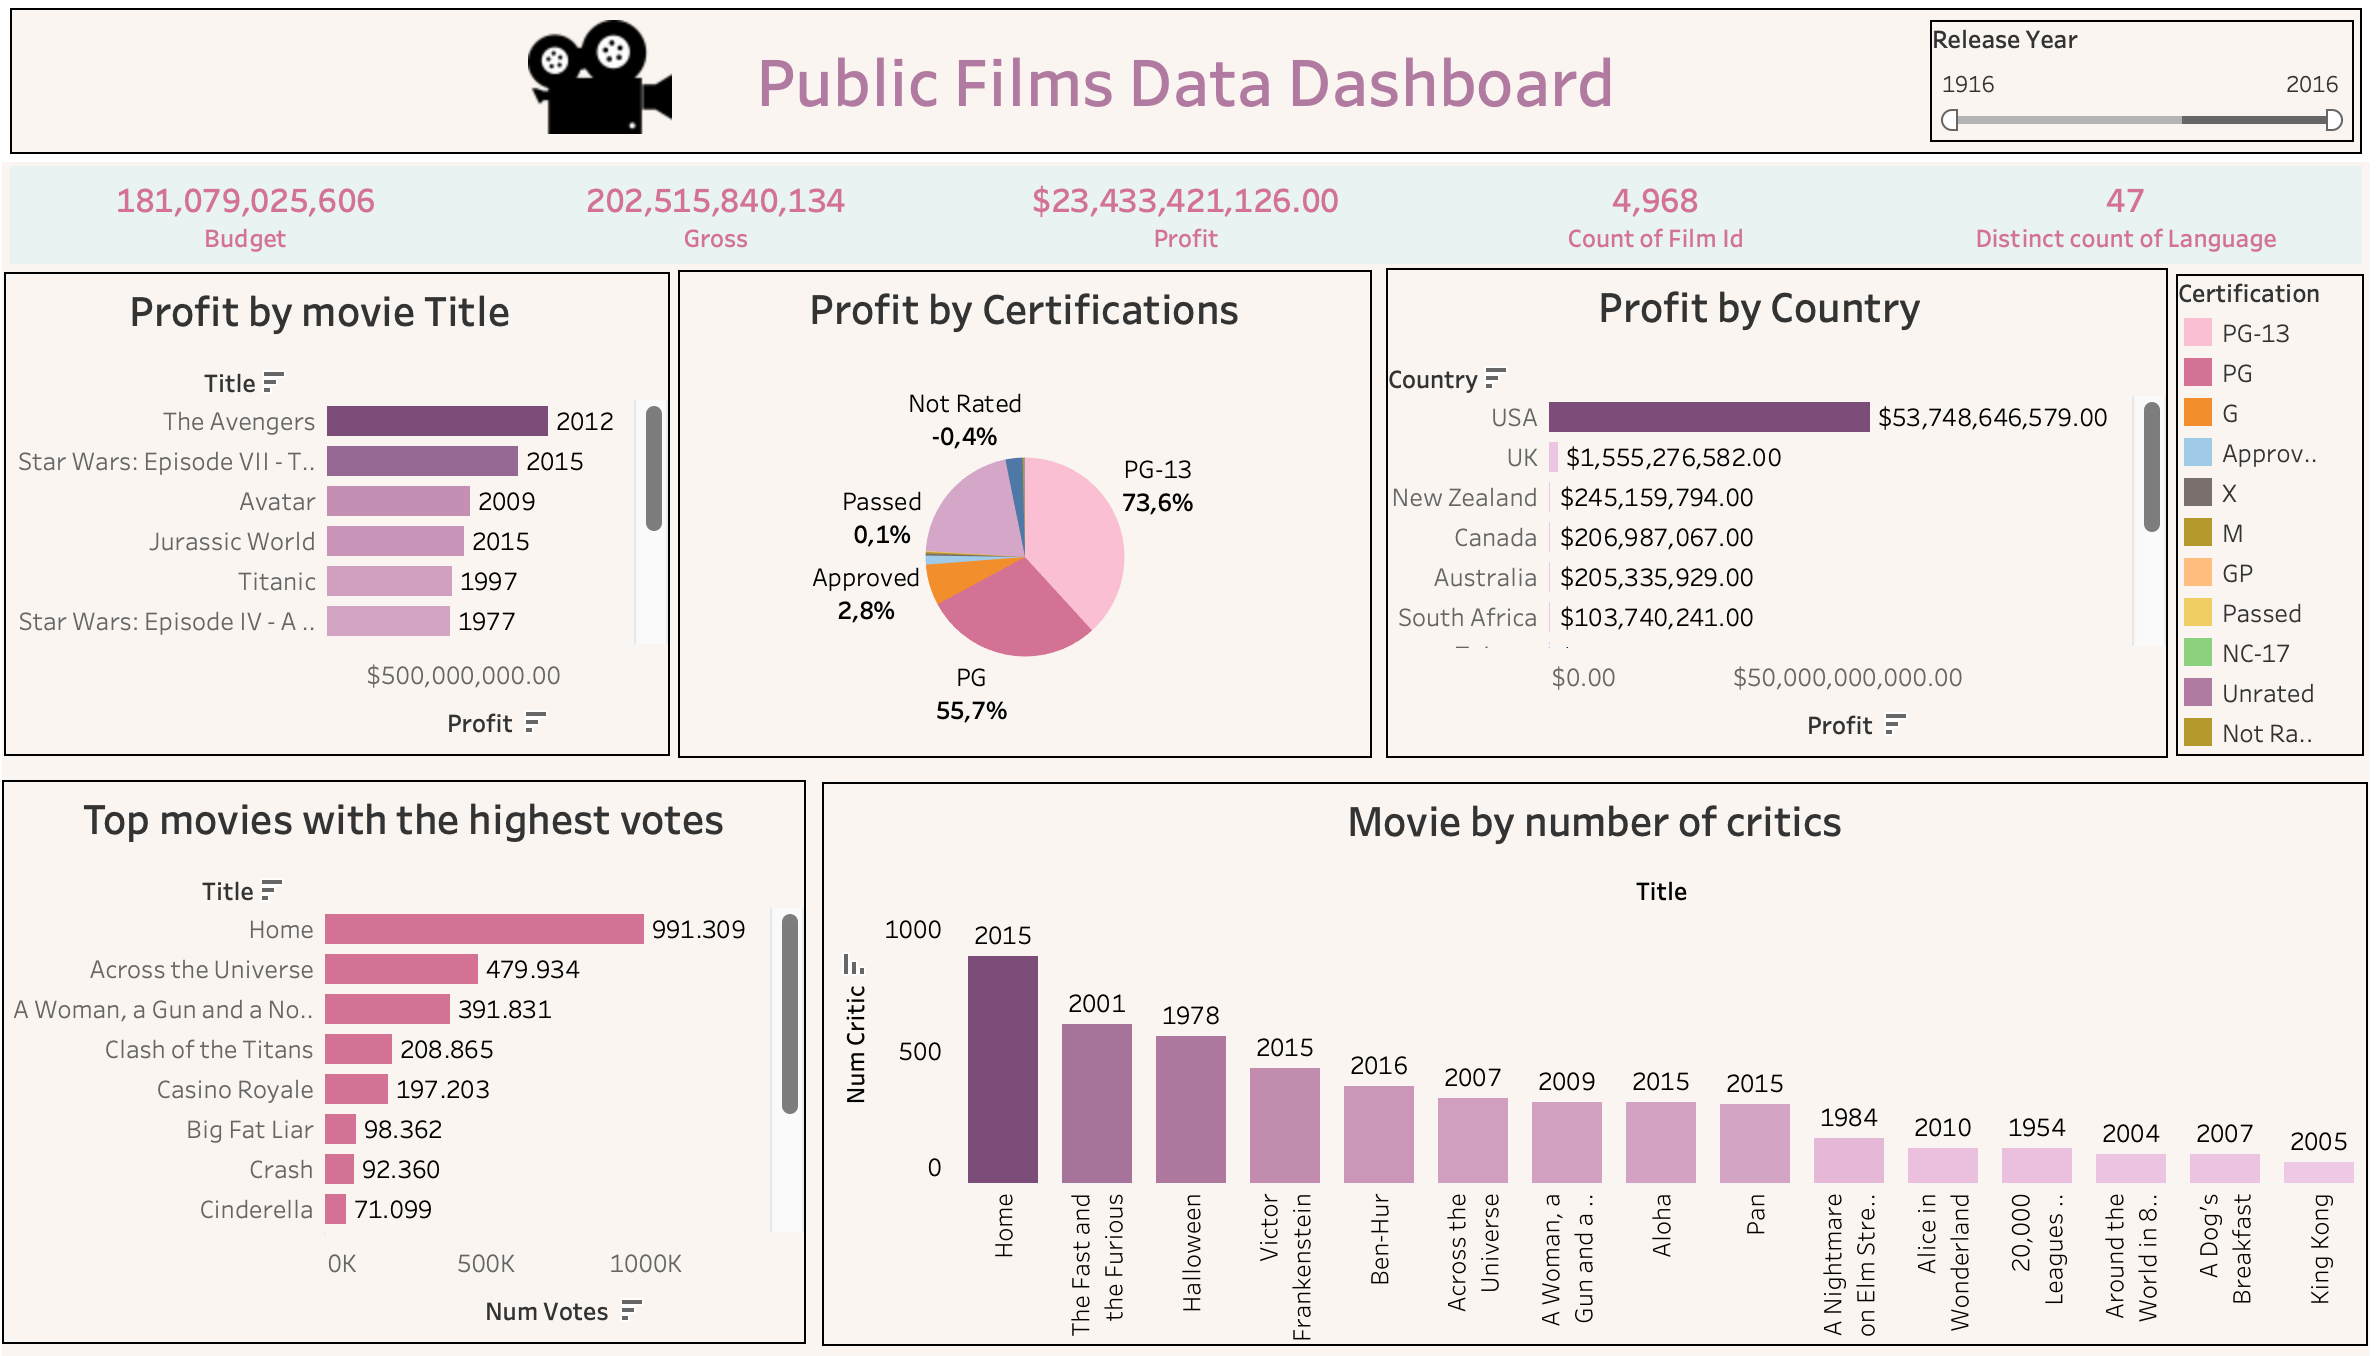 Public Films Data Dashboard
Release Year
1916 2016
181,079,025,606
Budget
202,515,840,134
Gross
$23,433,421,126.00
Profit
4,968
Count of Film Id
47
Distinct count of Language
Profit by movie Title
Title
The Avengers 2012
Star Wars: Episode VII - T.. 2015
Avatar 2009
Jurassic World 2015
Titanic 1997
Star Wars: Episode IV - A .. 1977
$500,000,000.00
Profit
Profit by Certifications
Not Rated
-0,4%
PG-13
73,6%
Passed
0,1%
Approved
2,8%
PG
55,7%
Profit by Country
Country
USA $53,748,646,579.00
UK $1,555,276,582.00
New Zealand $245,159,794.00
Canada $206,987,067.00
Australia $205,335,929.00
South Africa $103,740,241.00
$0.00 $50,000,000,000.00
Profit
Certification
PG-13
PG
G
Approv..
X
M
GP
Passed
NC-17
Unrated
Not Ra..
Top movies with the highest votes
Title
Home 991.309
Across the Universe 479.934
A Woman, a Gun and a No.. 391.831
Clash of the Titans 208.865
Casino Royale 197.203
Big Fat Liar 98.362
Crash 92.360
Cinderella 71.099
0K 500K 1000K
Num Votes
Movie by number of critics
Title
Num Critic
1000
500
0
2015
2001
1978
2015
2016
2007
2009
2015
2015
1984
2010
1954
2004
2007
2005
Home
The Fast and
the Furious
Halloween
Victor
Frankenstein
Ben-Hur
Across the
Universe
A Woman, a
Gun and a ..
Aloha
Pan
A Nightmare
on Elm Stre..
Alice in
Wonderland
20,000
Leagues ..
Around the
World in 8..
A Dog's
Breakfast
King Kong